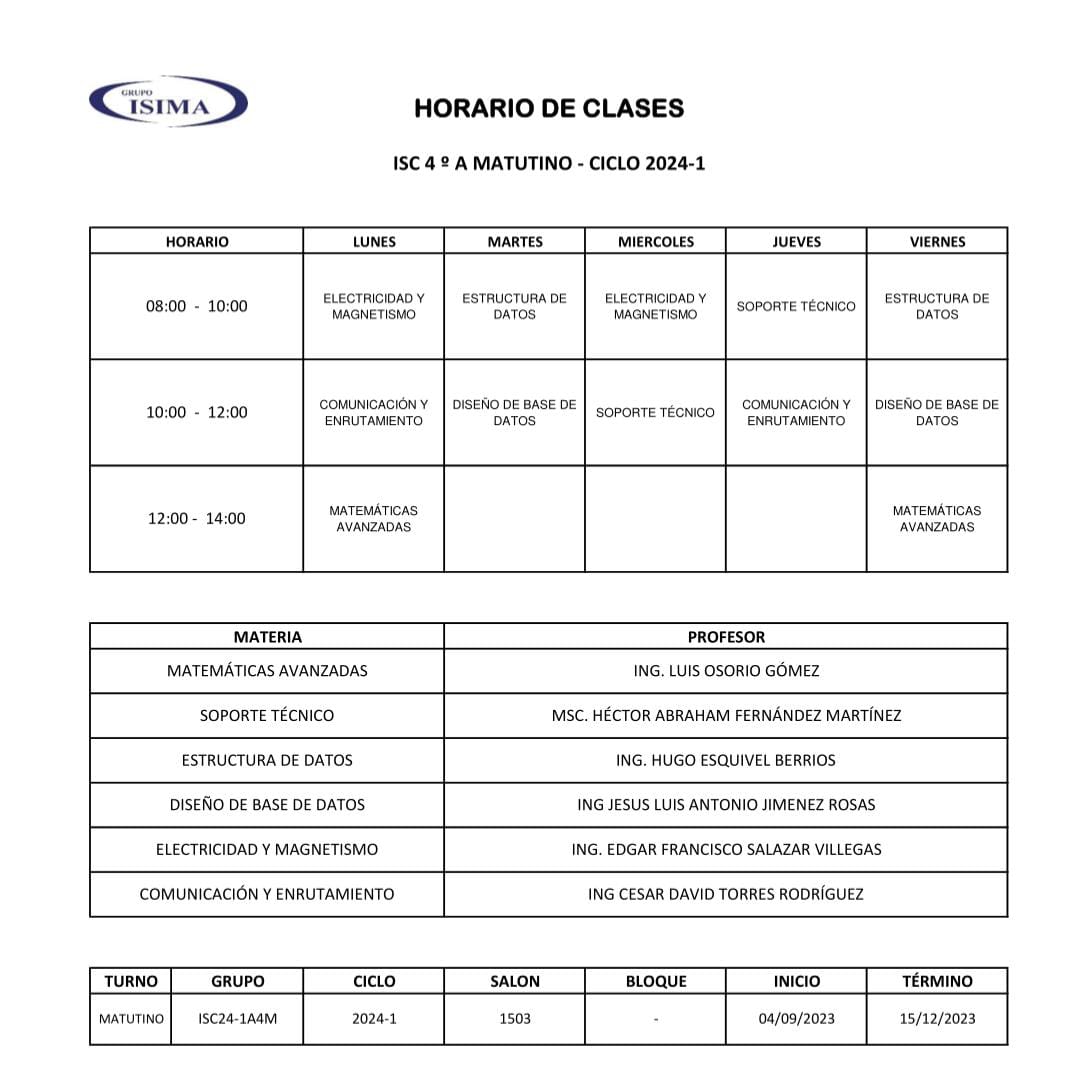 GRUPO
ISIMA
HORARIO DE CLASES
ISC 4 º A MATUTINO - CICLO 2024-1
HORARIO LUNES MARTES MIERCOLES JUEVES VIERNES
08:00 - 10:00 ELECTRICIDAD Y MAGNETISMO ESTRUCTURA DE DATOS ELECTRICIDAD Y MAGNETISMO SOPORTE TÉCNICO ESTRUCTURA DE DATOS
10:00 - 12:00 COMUNICACIÓN Y ENRUTAMIENTO DISEÑO DE BASE DE DATOS SOPORTE TÉCNICO COMUNICACIÓN Y ENRUTAMIENTO DISEÑO DE BASE DE DATOS
12:00 - 14:00 MATEMÁTICAS AVANZADAS MATEMÁTICAS AVANZADAS
MATERIA PROFESOR
MATEMÁTICAS AVANZADAS ING. LUIS OSORIO GÓMEZ
SOPORTE TÉCNICO MSC. HÉCTOR ABRAHAM FERNÁNDEZ MARTÍNEZ
ESTRUCTURA DE DATOS ING. HUGO ESQUIVEL BERRIOS
DISEÑO DE BASE DE DATOS ING JESUS LUIS ANTONIO JIMENEZ ROSAS
ELECTRICIDAD Y MAGNETISMO ING. EDGAR FRANCISCO SALAZAR VILLEGAS
COMUNICACIÓN Y ENRUTAMIENTO ING CESAR DAVID TORRES RODRÍGUEZ
TURNO GRUPO CICLO SALON BLOQUE INICIO TÉRMINO
MATUTINO ISC24-1A4M 2024-1 1503 - 04/09/2023 15/12/2023